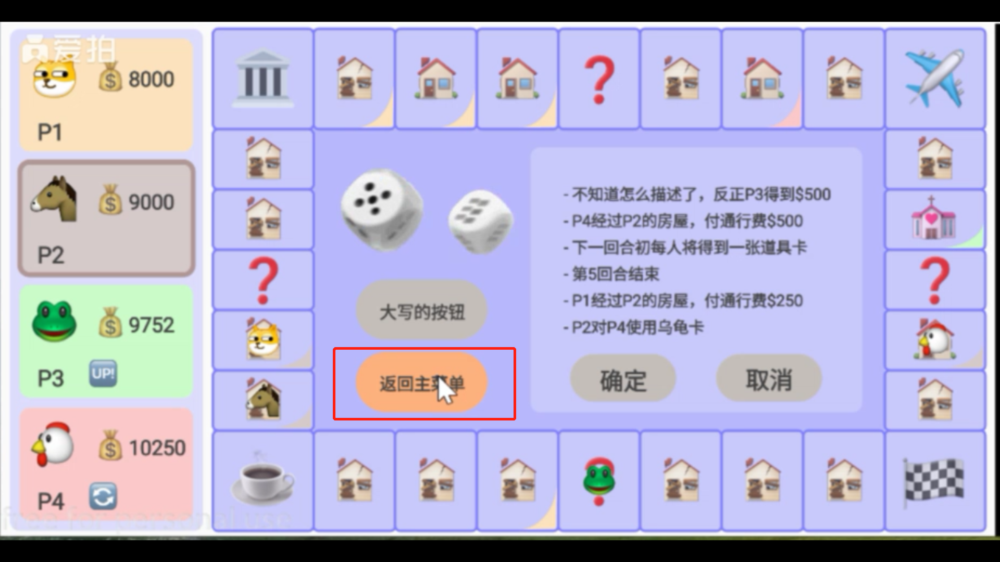 爱拍
8000
P1
9000
P2
9752
P3 UP!
10250
P4
free for personal use
- 不知道怎么描述了，反正P3得到$500
- P4经过P2的房屋，付通行费$500
- 下一回合初每人将得到一张道具卡
- 第5回合结束
- P1经过P2的房屋，付通行费$250
- P2对P4使用乌龟卡
大写的按钮
返回主菜单
确定 取消